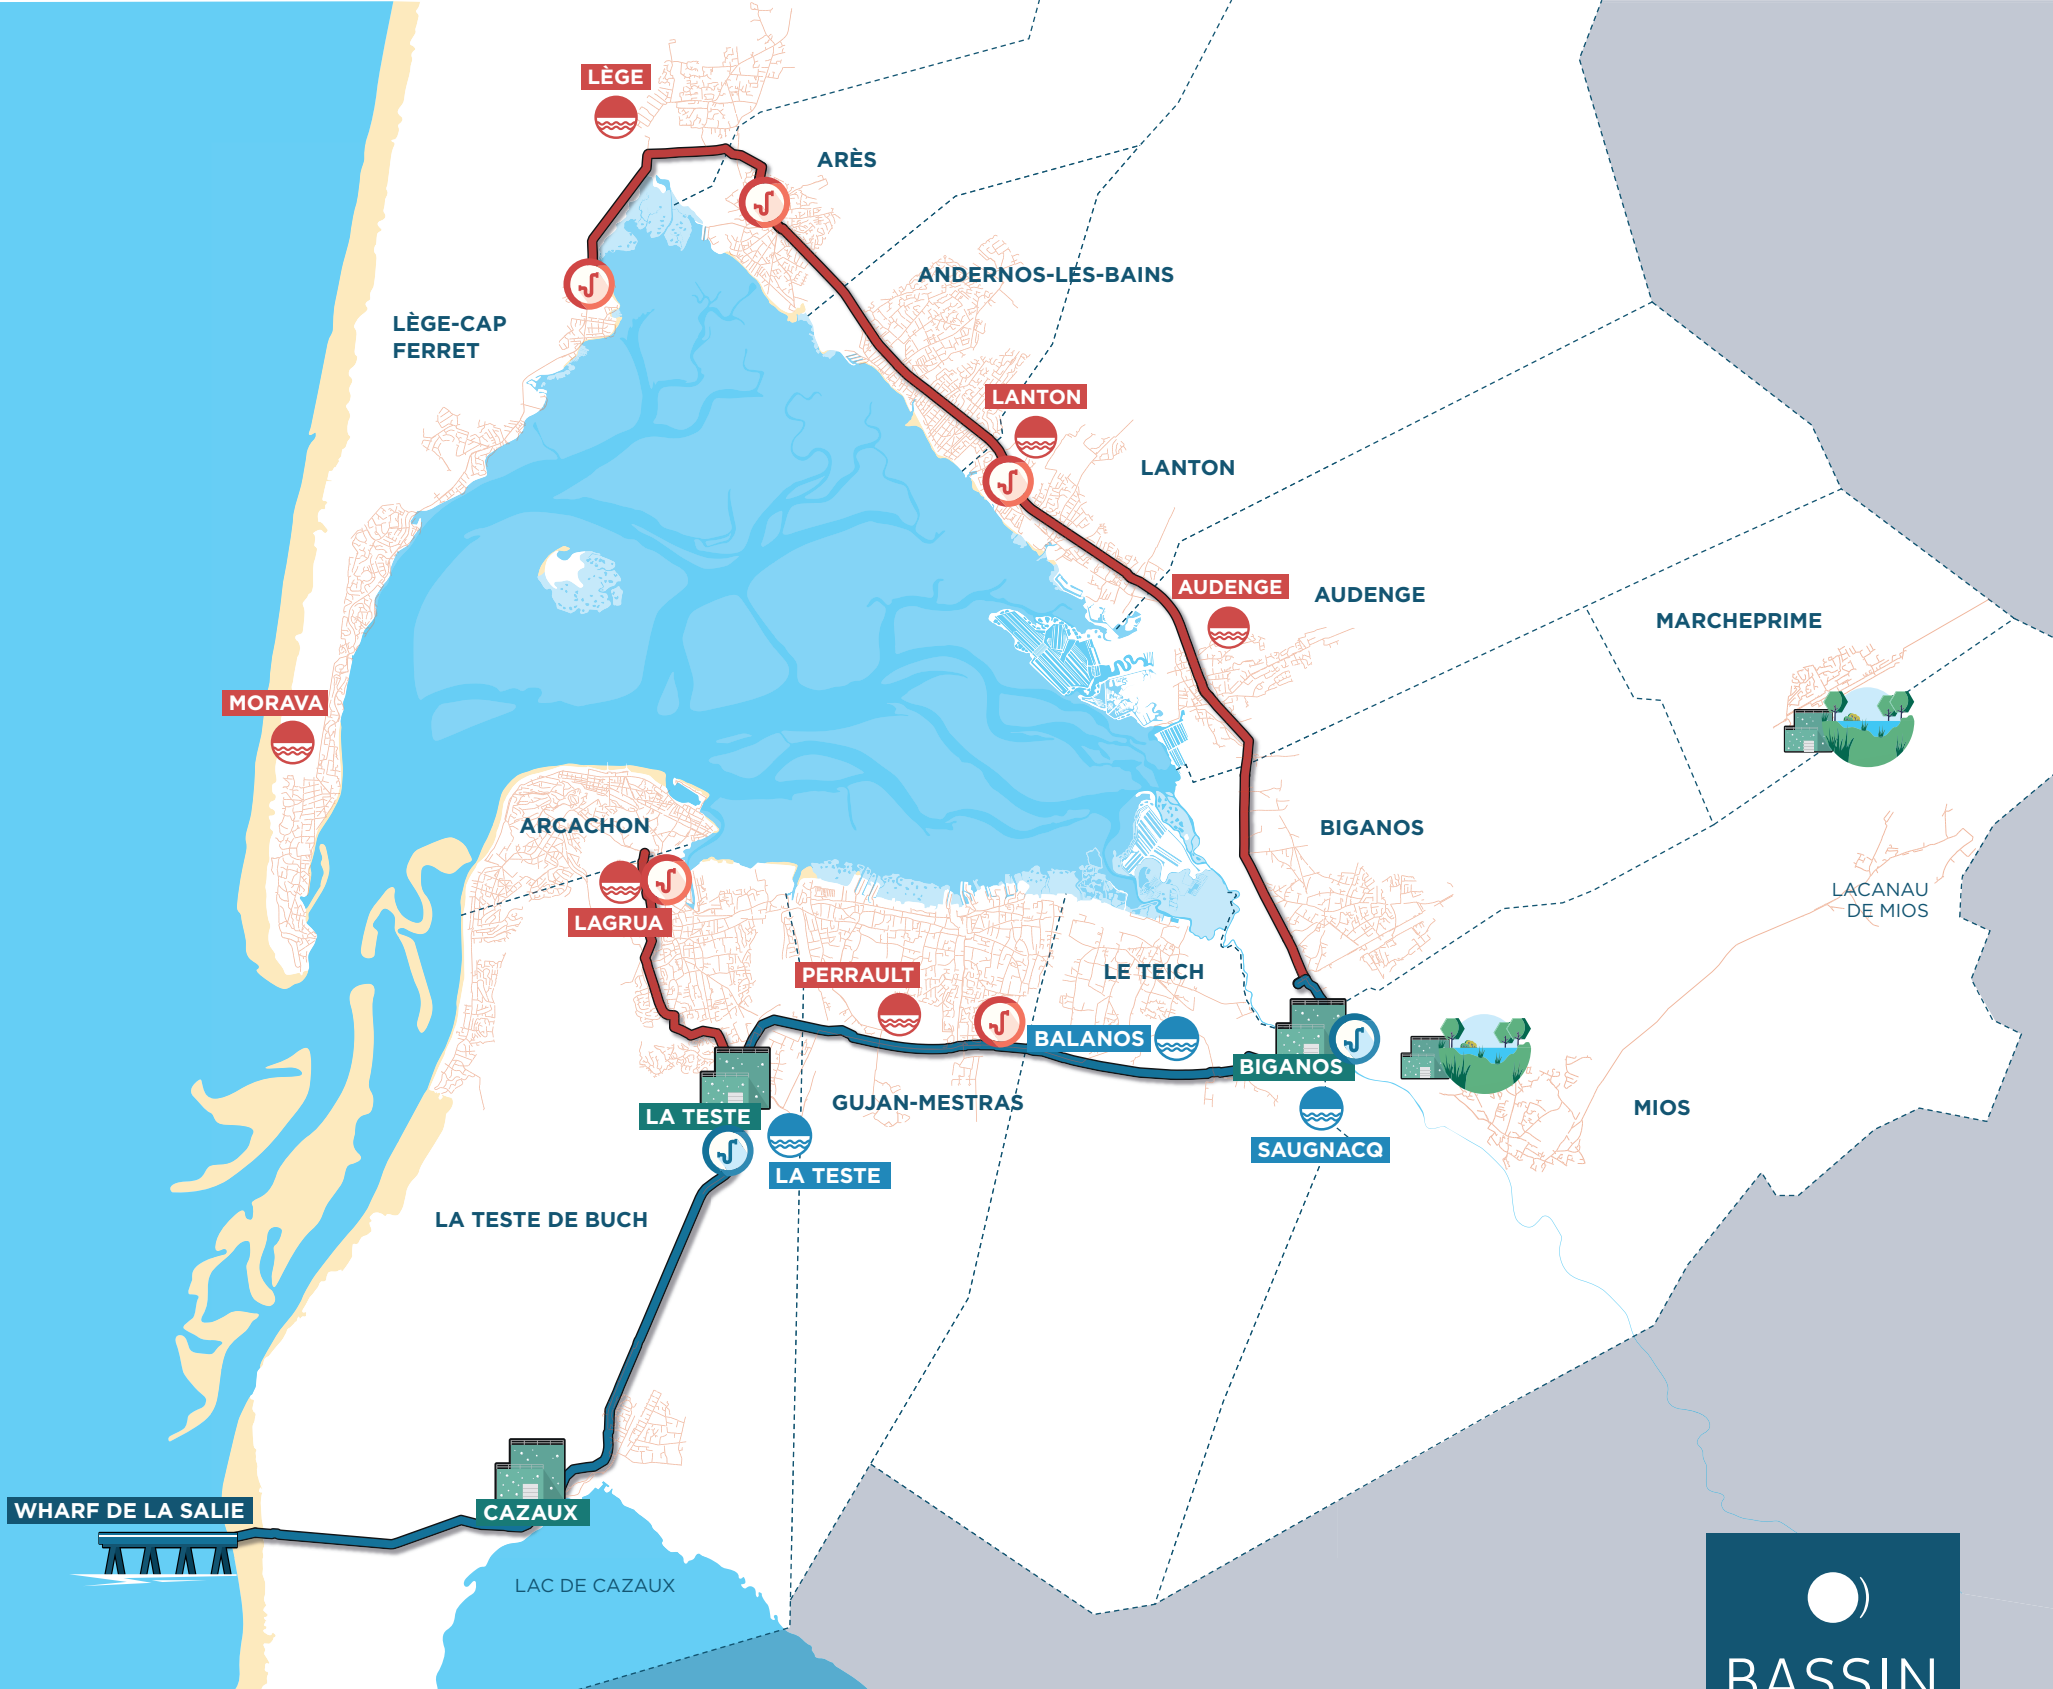 LÈGE
ARÈS
ANDERNOS-LES-BAINS
LÈGE-CAP
FERRET
LANTON
LANTON
AUDENGE
AUDENGE
MARCHEPRIME
MORAVA
ARCACHON
BIGANOS
LACANAU
DE MIOS
LAGRUA
PERRAULT
LE TEICH
BALANOS
BIGANOS
GUJAN-MESTRAS
MIOS
LA TESTE
SAUGNACQ
LA TESTE
LA TESTE DE BUCH
WHARF DE LA SALIE
CAZAUX
LAC DE CAZAUX
BASSIN